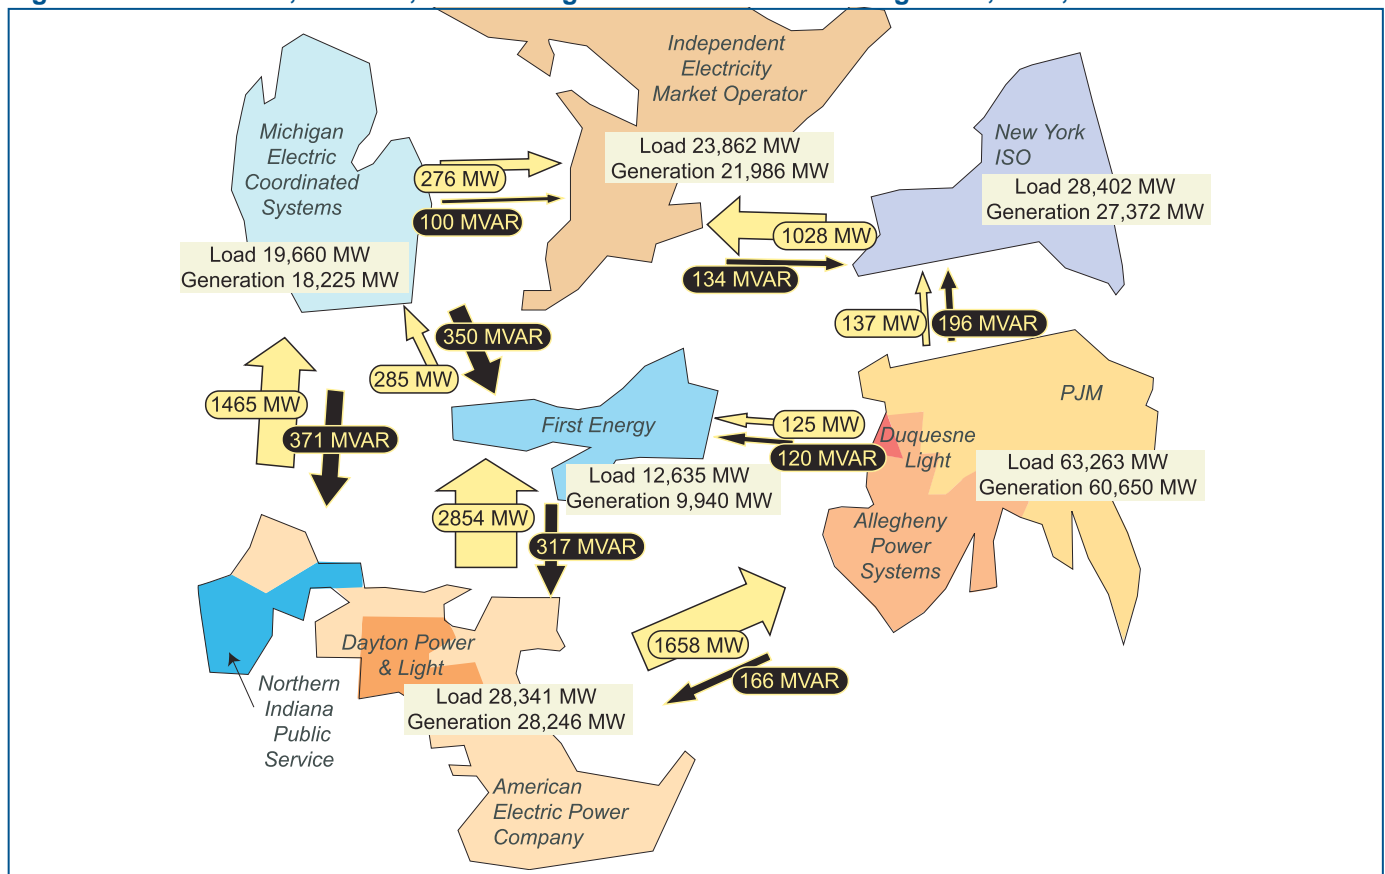 Independent
Electricity
Market Operator
Load 23,862 MW
Generation 21,986 MW
Michigan
Electric
Coordinated
Systems
Load 19,660 MW
Generation 18,225 MW
New York
ISO
Load 28,402 MW
Generation 27,372 MW
276 MW
100 MVAR
1028 MW
134 MVAR
137 MW
196 MVAR
350 MVAR
285 MW
1465 MW
371 MVAR
First Energy
Load 12,635 MW
Generation 9,940 MW
125 MW
120 MVAR
PJM
Duquesne
Light
Load 63,263 MW
Generation 60,650 MW
Allegheny
Power
Systems
2854 MW
317 MVAR
1658 MW
166 MVAR
Dayton Power
& Light
Load 28,341 MW
Generation 28,246 MW
Northern
Indiana
Public
Service
American
Electric Power
Company